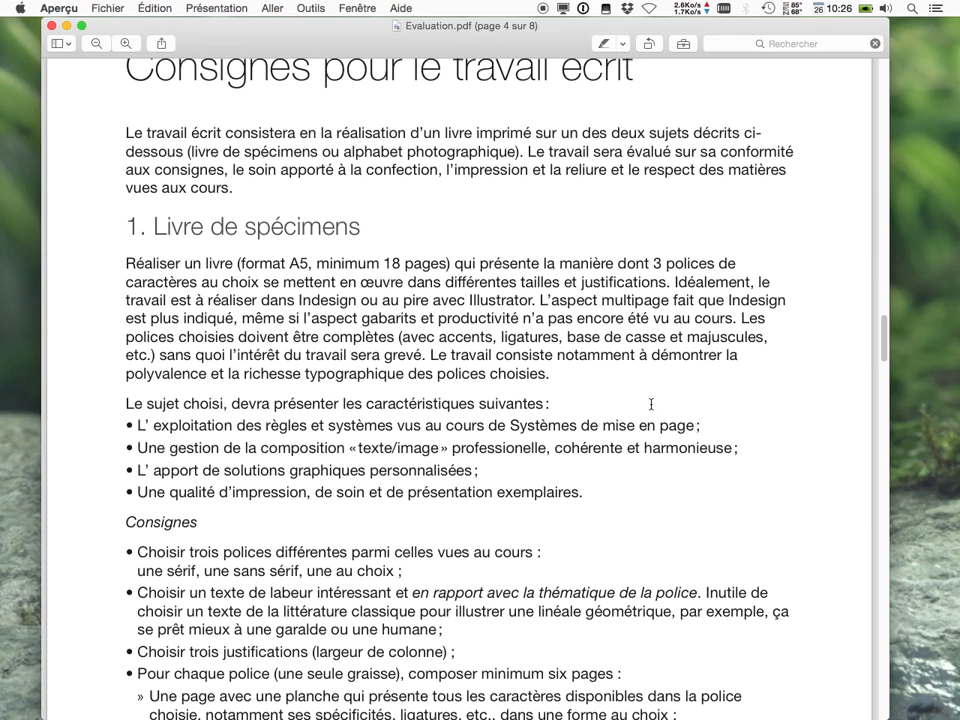 Aperçu Fichier Édition Présentation Aller Outils Fenêtre Aide 2.6Ko/s 1.7Ko/s 85° 68° 26 10:26
Evaluation.pdf (page 4 sur 8)
Rechercher
Consignes pour le travail écrit
Le travail écrit consistera en la réalisation d’un livre imprimé sur un des deux sujets décrits ci-
dessous (livre de spécimens ou alphabet photographique). Le travail sera évalué sur sa conformité
aux consignes, le soin apporté à la confection, l’impression et la reliure et le respect des matières
vues aux cours.
1. Livre de spécimens
Réaliser un livre (format A5, minimum 18 pages) qui présente la manière dont 3 polices de
caractères au choix se mettent en œuvre dans différentes tailles et justifications. Idéalement, le
travail est à réaliser dans Indesign ou au pire avec Illustrator. L’aspect multipage fait que Indesign
est plus indiqué, même si l’aspect gabarits et productivité n’a pas encore été vu au cours. Les
polices choisies doivent être complètes (avec accents, ligatures, base de casse et majuscules,
etc.) sans quoi l’intérêt du travail sera grevé. Le travail consiste notamment à démontrer la
polyvalence et la richesse typographique des polices choisies.
Le sujet choisi, devra présenter les caractéristiques suivantes :
• L’ exploitation des règles et systèmes vus au cours de Systèmes de mise en page ;
• Une gestion de la composition « texte/image » professionelle, cohérente et harmonieuse ;
• L’ apport de solutions graphiques personnalisées ;
• Une qualité d’impression, de soin et de présentation exemplaires.
Consignes
• Choisir trois polices différentes parmi celles vues au cours :
une sérif, une sans sérif, une au choix ;
• Choisir un texte de labeur intéressant et en rapport avec la thématique de la police. Inutile de
choisir un texte de la littérature classique pour illustrer une linéale géométrique, par exemple, ça
se prêt mieux à une garalde ou une humane ;
• Choisir trois justifications (largeur de colonne) ;
• Pour chaque police (une seule graisse), composer minimum six pages :
» Une page avec une planche qui présente tous les caractères disponibles dans la police
choisie, notamment ses spécificités, ligatures, etc., dans une forme au choix ;